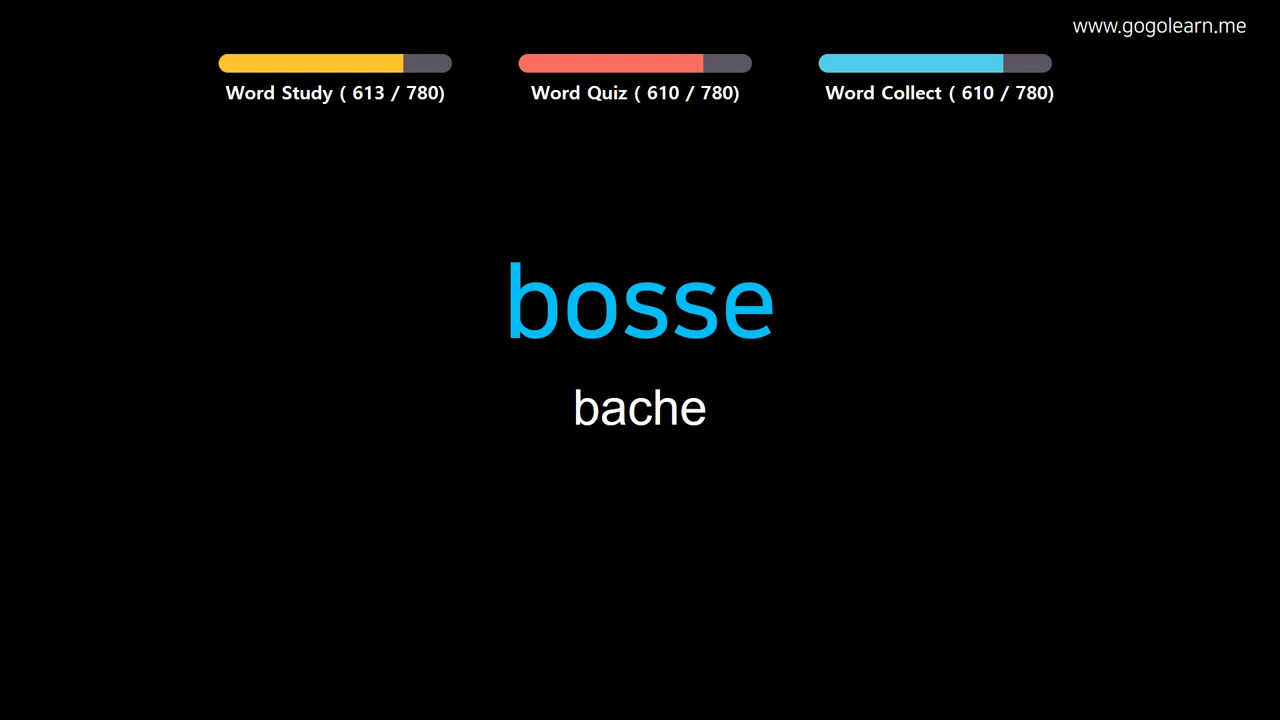 www.gogolearn.me
Word Study ( 613 / 780)
Word Quiz ( 610 / 780)
Word Collect ( 610 / 780)
bosse
bache